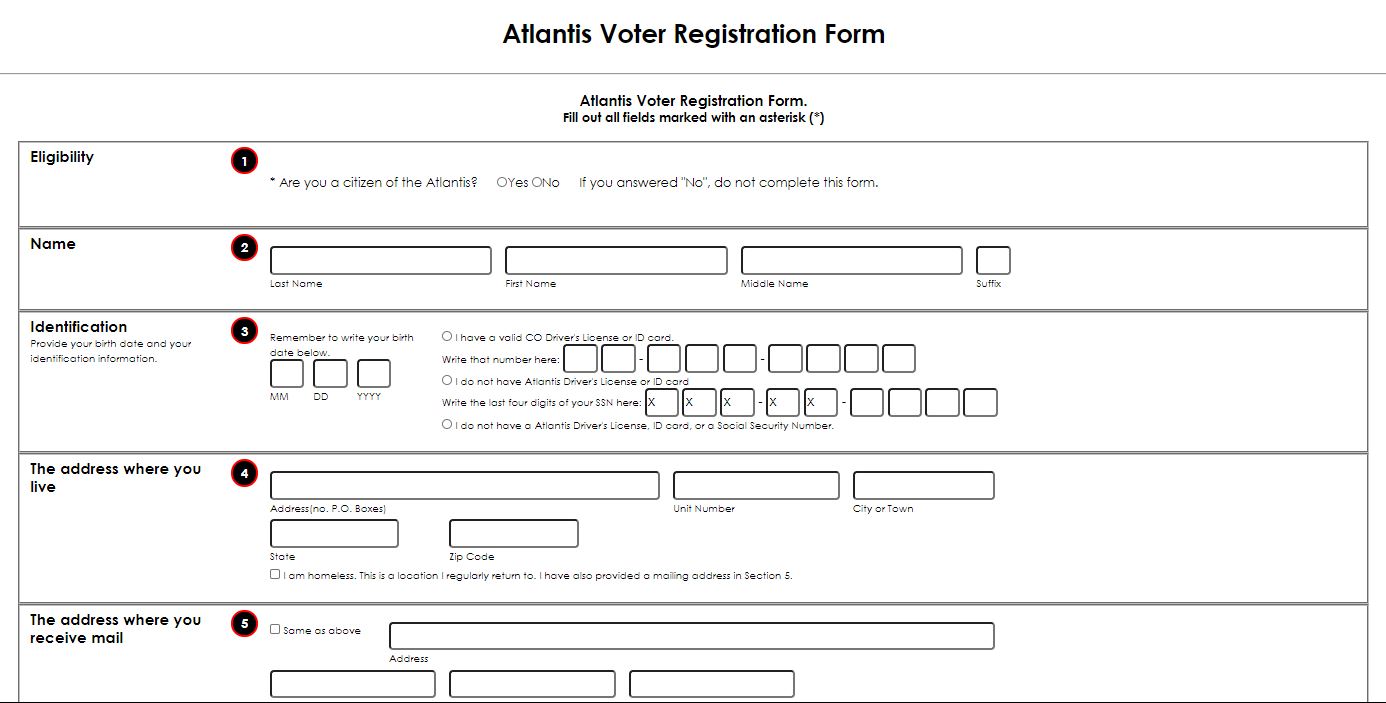 Atlantis Voter Registration Form
Atlantis Voter Registration Form.
Fill out all fields marked with an asterisk (*)
Eligibility
1
* Are you a citizen of the Atlantis? Yes No If you answered "No", do not complete this form.
Name
2
Last Name First Name Middle Name Suffix
Identification
Provide your birth date and your
identification information.
3
Remember to write your birth
date below.
MM DD YYYY
I have a valid CO Driver's License or ID card.
Write that number here: - -
I do not have Atlantis Driver's License or ID card
Write the last four digits of your SSN here: X X X - X X -
I do not have a Atlantis Driver's License, ID card, or a Social Security Number.
The address where you
live
4
Address(no. P.O. Boxes) Unit Number City or Town
State Zip Code
I am homeless. This is a location I regularly return to. I have also provided a mailing address in Section 5.
The address where you
receive mail
5
Same as above
Address